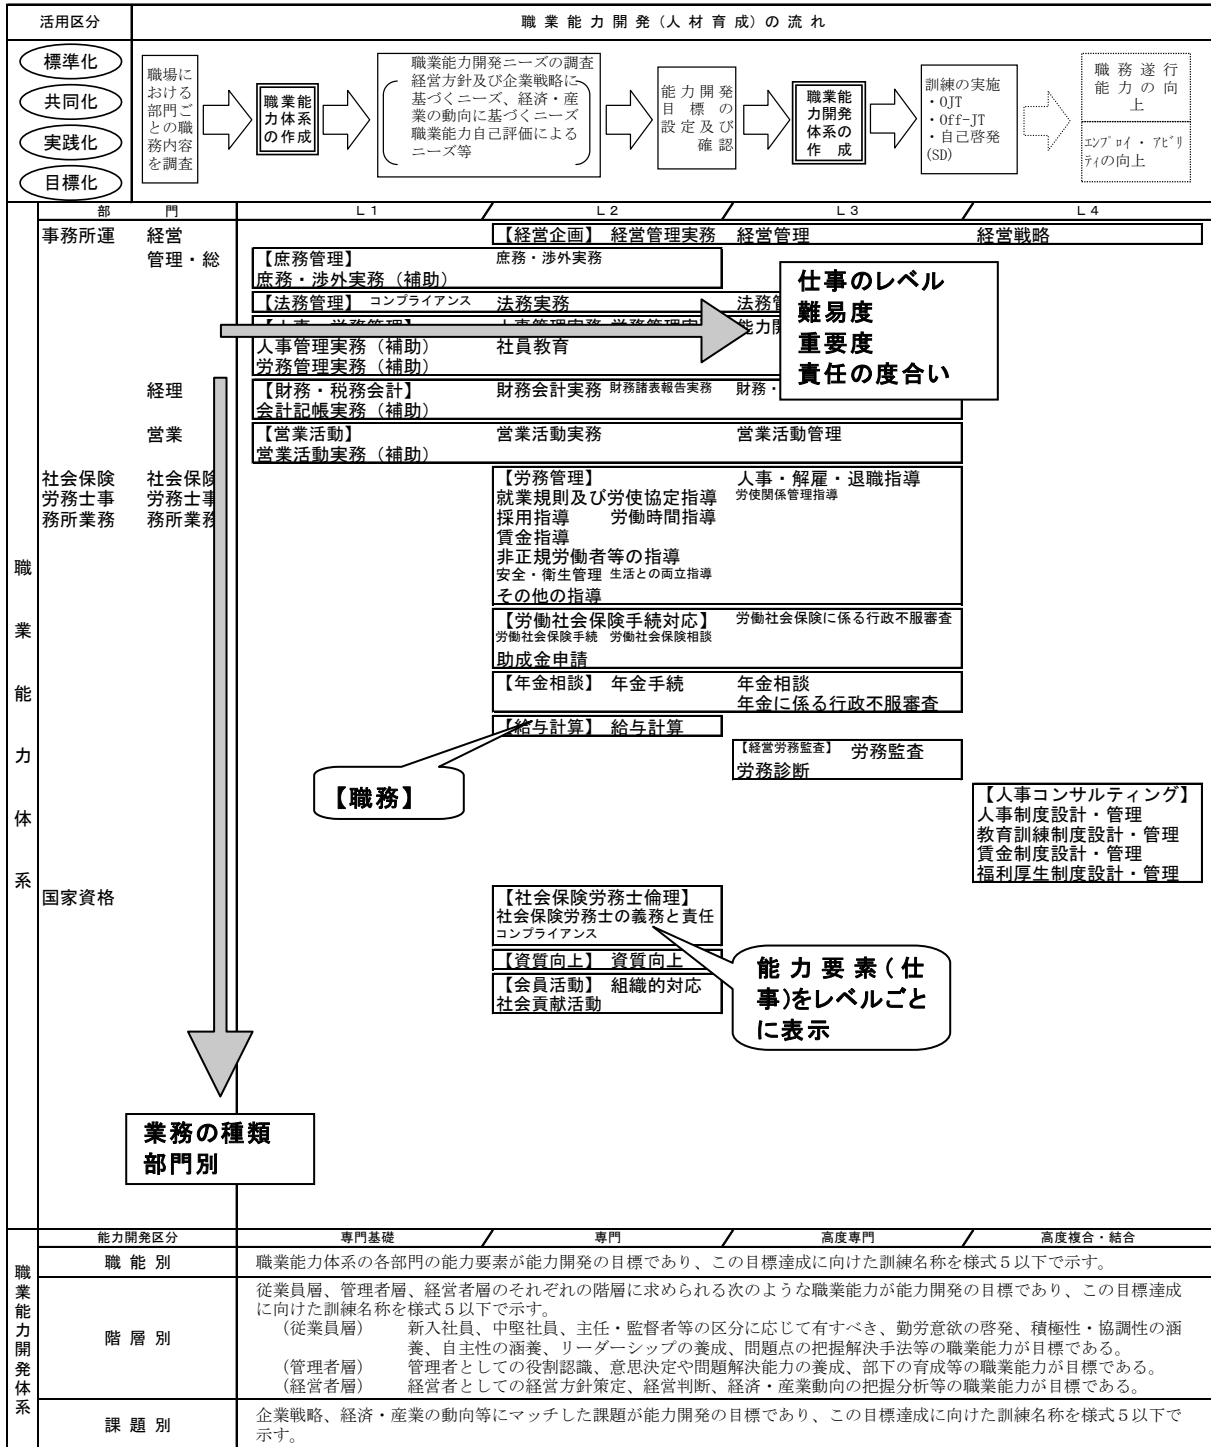 活用区分
職業能力開発(人材育成)の流れ
標準化
共同化
実践化
目標化
職場に
おける
部門ご
との職
務内容
を調査
職業能
力体系
の作成
職業能力開発ニーズの調査
経営方針及び企業戦略に
基づくニーズ、経済・産
業の動向に基づくニーズ
職業能力自己評価による
ニーズ等
能力開発
目標の
設定及び
確認
職業能
力開発
体系の
作成
訓練の実施
・OJT
・Off-JT
・自己啓発
(SD)
職務遂行
能力の向
上
エンプロイ・アビリ
ティの向上
部 門
L1
L2
L3
L4
職業能力体系
事務所運 経営
【経営企画】 経営管理実務 経営管理 経営戦略
管理・総
【庶務管理】 庶務・渉外実務
庶務・渉外実務(補助)
【法務管理】 コンプライアンス 法務実務
人事管理実務(補助) 社員教育
労務管理実務(補助)
仕事のレベル
難易度
重要度
責任の度合い
経理
【財務・税務会計】 財務会計実務 財務諸表報告実務 財務・
会計記帳実務(補助)
営業
【営業活動】 営業活動実務 営業活動管理
営業活動実務(補助)
社会保険 社会保険
労務士事 労務士事
務所業務 務所業務
【労務管理】 人事・解雇・退職指導
就業規則及び労使協定指導 労使関係管理指導
採用指導 労働時間指導
賃金指導
非正規労働者等の指導
安全・衛生管理 生活との両立指導
その他の指導
【労働社会保険手続対応】 労働社会保険に係る行政不服審査
労働社会保険手続 労働社会保険相談
助成金申請
【年金相談】 年金手続 年金相談
年金に係る行政不服審査
【給与計算】 給与計算
【経営労務監査】 労務監査
労務診断
【職務】
【人事コンサルティング】
人事制度設計・管理
教育訓練制度設計・管理
賃金制度設計・管理
福利厚生制度設計・管理
国家資格
【社会保険労務士倫理】
社会保険労務士の義務と責任
コンプライアンス
【資質向上】 資質向上
【会員活動】 組織的対応
社会貢献活動
能力要素(仕
事)をレベルごと
に表示
業務の種類
部門別
職業能力開発体系
能力開発区分
専門基礎
専門
高度専門
高度複合・結合
職能別
職業能力体系の各部門の能力要素が能力開発の目標であり、この目標達成に向けた訓練名称を様式5以下で示す。
階層別
従業員層、管理者層、経営者層のそれぞれの階層に求められる次のような職業能力が能力開発の目標であり、この目標達成
に向けた訓練名称を様式5以下で示す。
(従業員層) 新入社員、中堅社員、主任・監督者等の区分に応じて有すべき、勤労意欲の啓発、積極性・協調性の涵
養、自主性の涵養、リーダーシップの養成、問題点の把握解決手法等の職業能力が目標である。
(管理者層) 管理者としての役割認識、意思決定や問題解決能力の養成、部下の育成等の職業能力が目標である。
(経営者層) 経営者としての経営方針策定、経営判断、経済・産業動向の把握分析等の職業能力が目標である。
課題別
企業戦略、経済・産業の動向等にマッチした課題が能力開発の目標であり、この目標達成に向けた訓練名称を様式5以下で
示す。